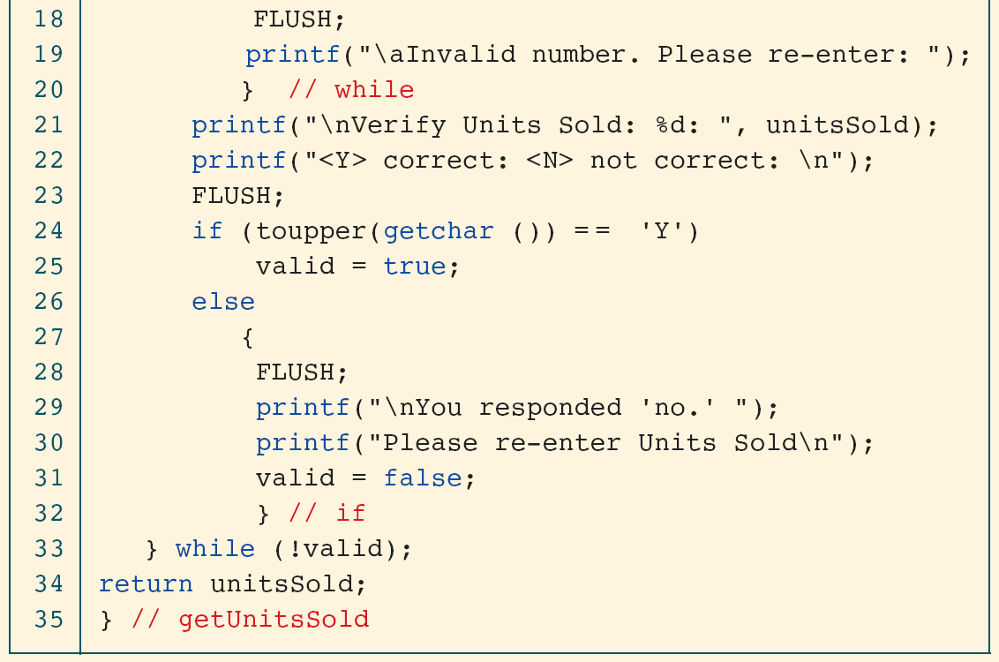 18 FLUSH;
19 printf("\aInvalid number. Please re-enter: ");
20 } // while
21 printf("\nVerify Units Sold: %d: ", unitsSold);
22 printf("<Y> correct: <N> not correct: \n");
23 FLUSH;
24 if (toupper(getchar ()) == 'Y')
25 valid = true;
26 else
27 {
28 FLUSH;
29 printf("\nYou responded 'no.' ");
30 printf("Please re-enter Units Sold\n");
31 valid = false;
32 } // if
33 } while (!valid);
34 return unitsSold;
35 } // getUnitsSold